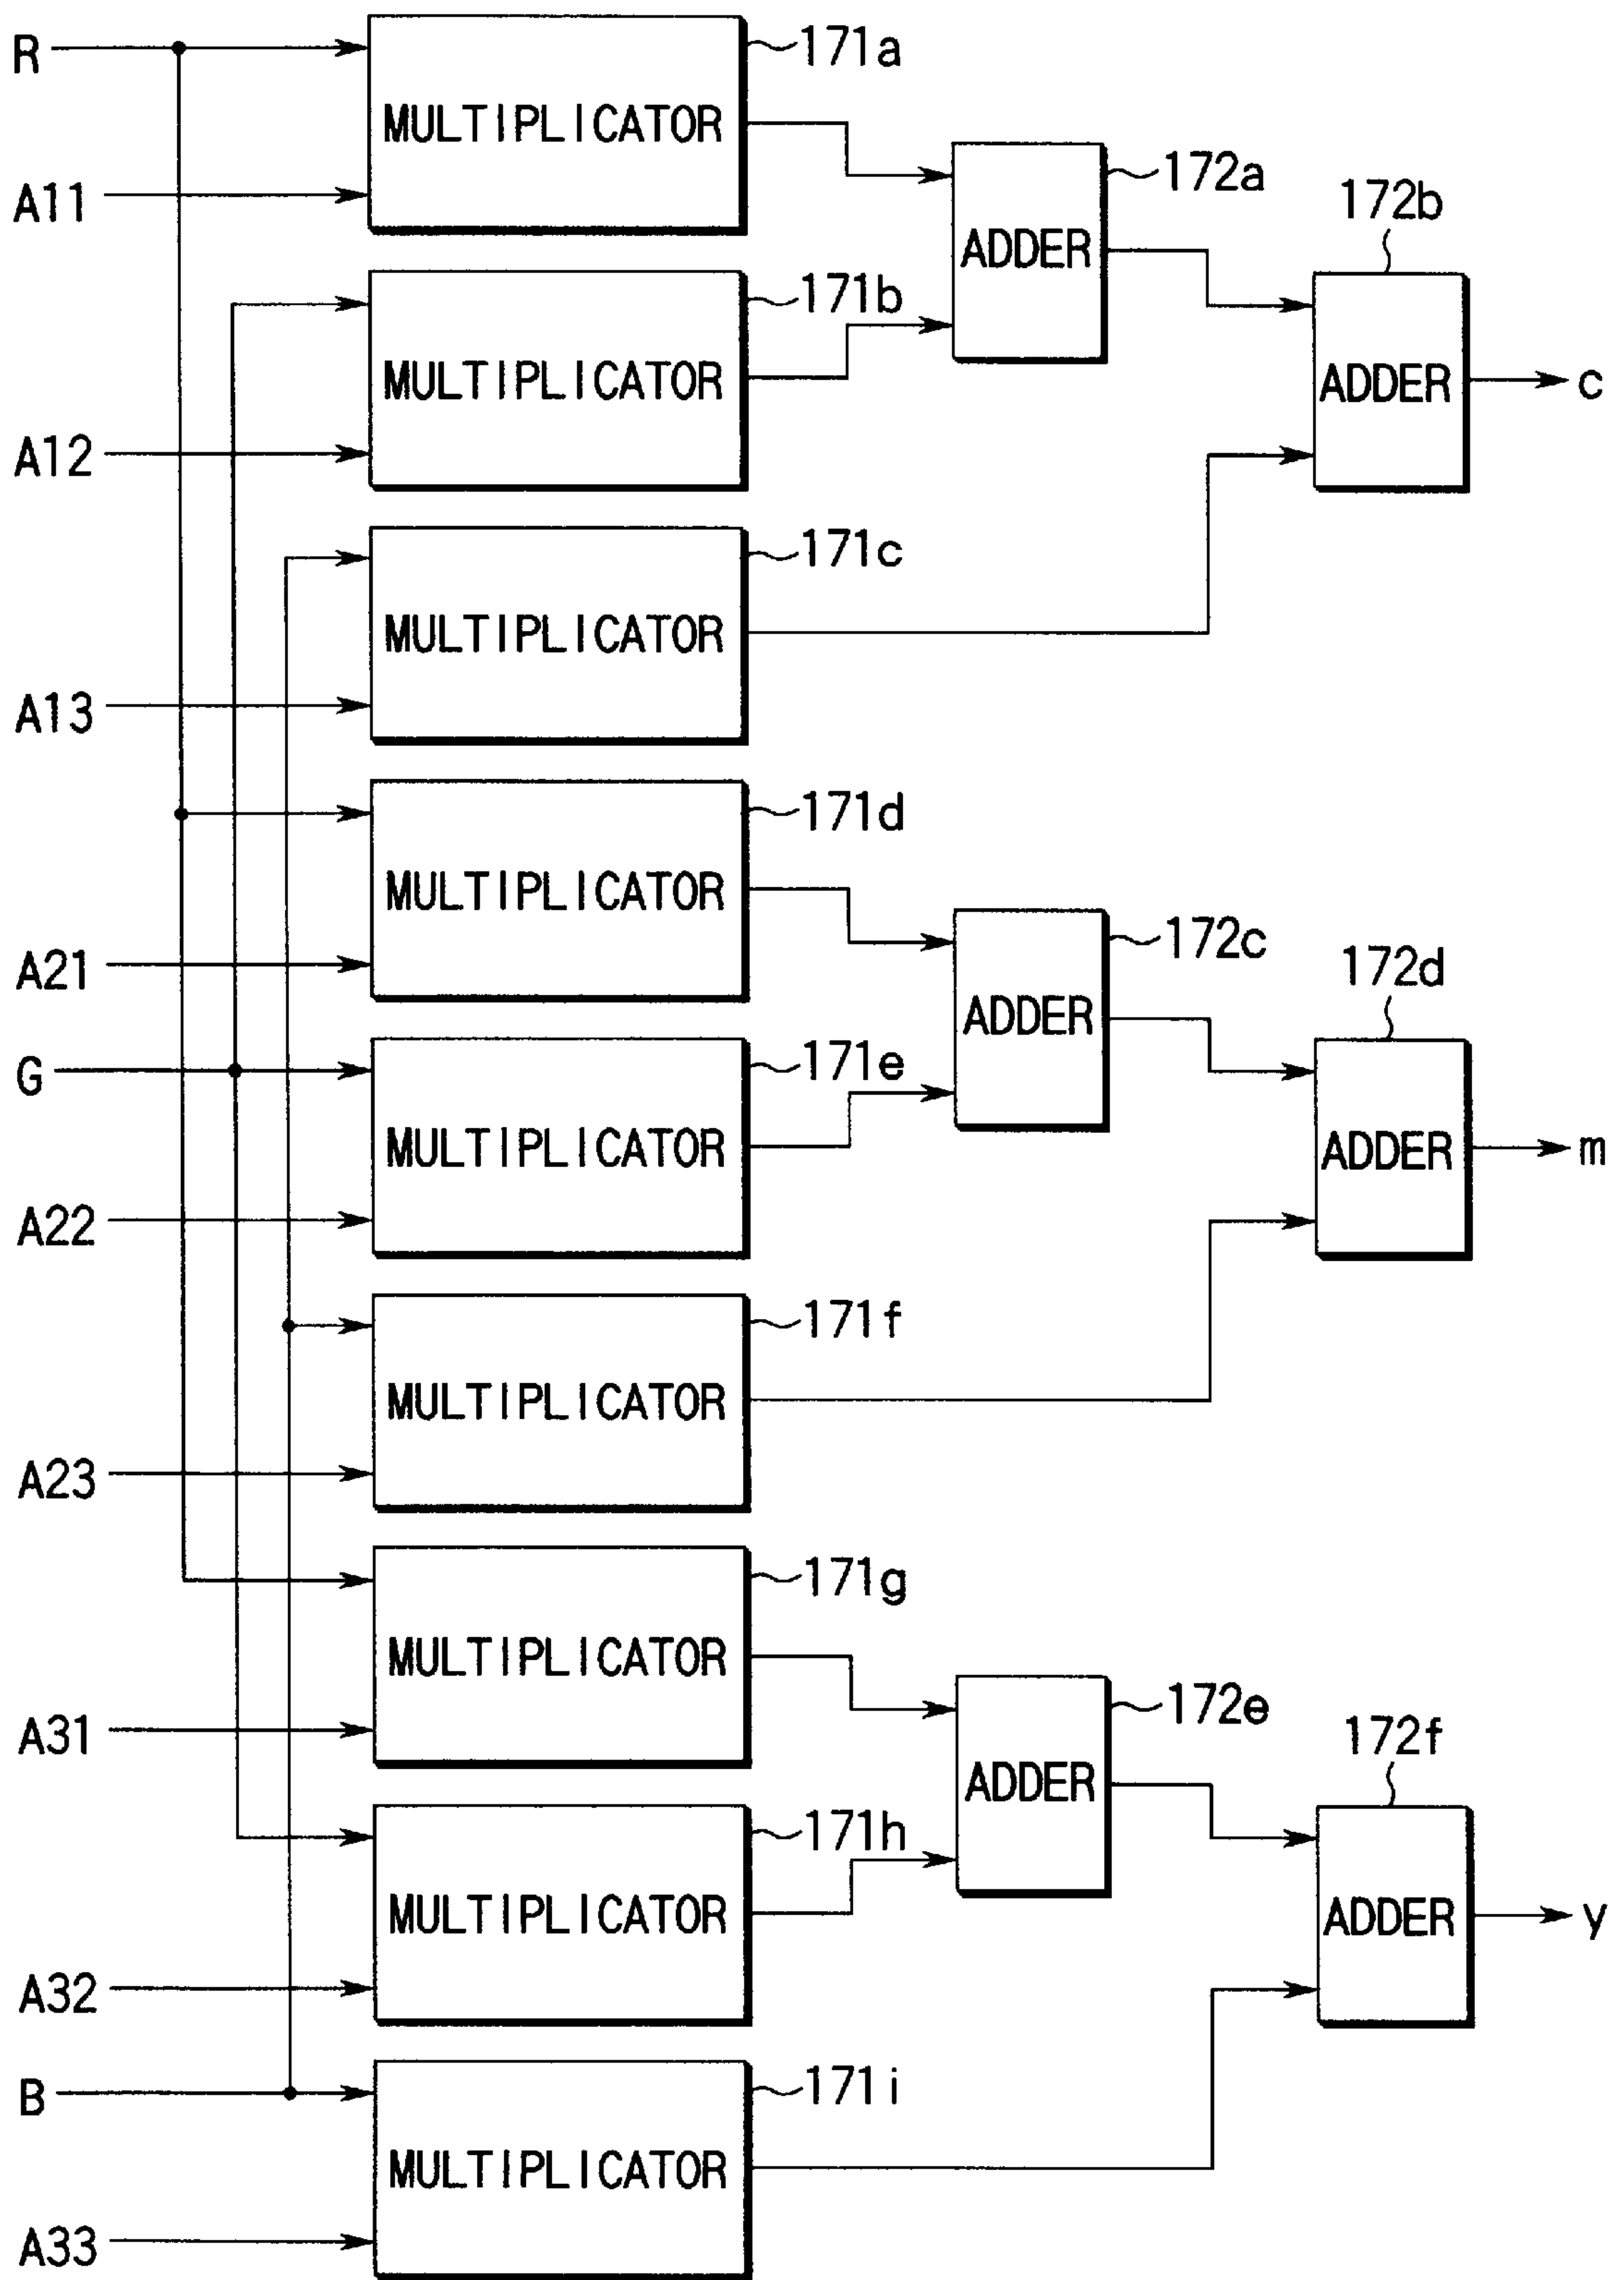 R
171a
MULTIPLICATOR
A11
172a
ADDER
172b
171b
MULTIPLICATOR
ADDER
c
A12
171c
MULTIPLICATOR
A13
171d
MULTIPLICATOR
A21
172c
ADDER
172d
G
171e
MULTIPLICATOR
ADDER
m
A22
171f
MULTIPLICATOR
A23
171g
MULTIPLICATOR
A31
172e
ADDER
172f
171h
MULTIPLICATOR
ADDER
y
A32
B
171i
MULTIPLICATOR
A33